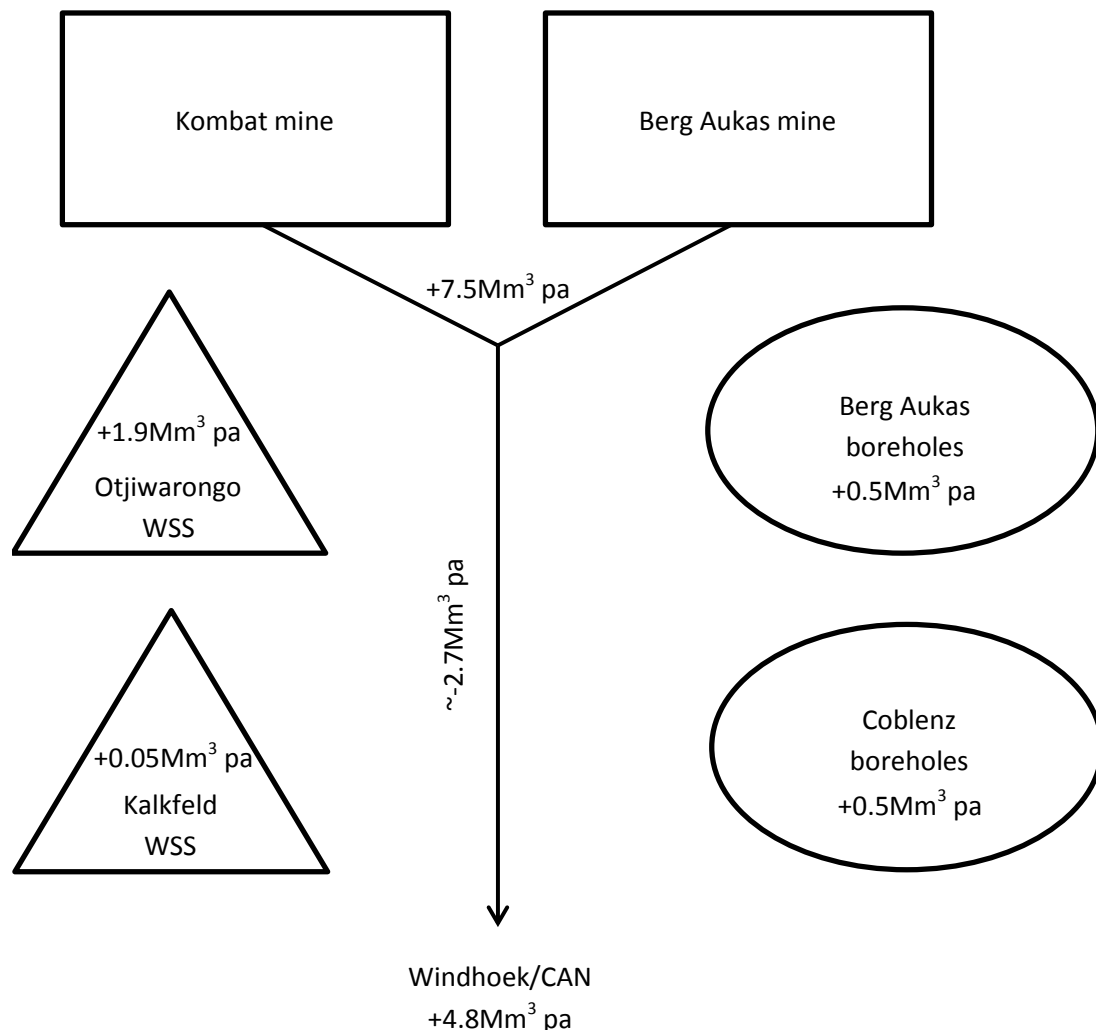 Kombat mine
Berg Aukas mine
+7.5Mm³ pa
+1.9Mm³ pa
Otjiwarongo
WSS
Berg Aukas
boreholes
+0.5Mm³ pa
~-2.7Mm³ pa
+0.05Mm³ pa
Kalkfeld
WSS
Coblenz
boreholes
+0.5Mm³ pa
Windhoek/CAN
+4.8Mm³ pa